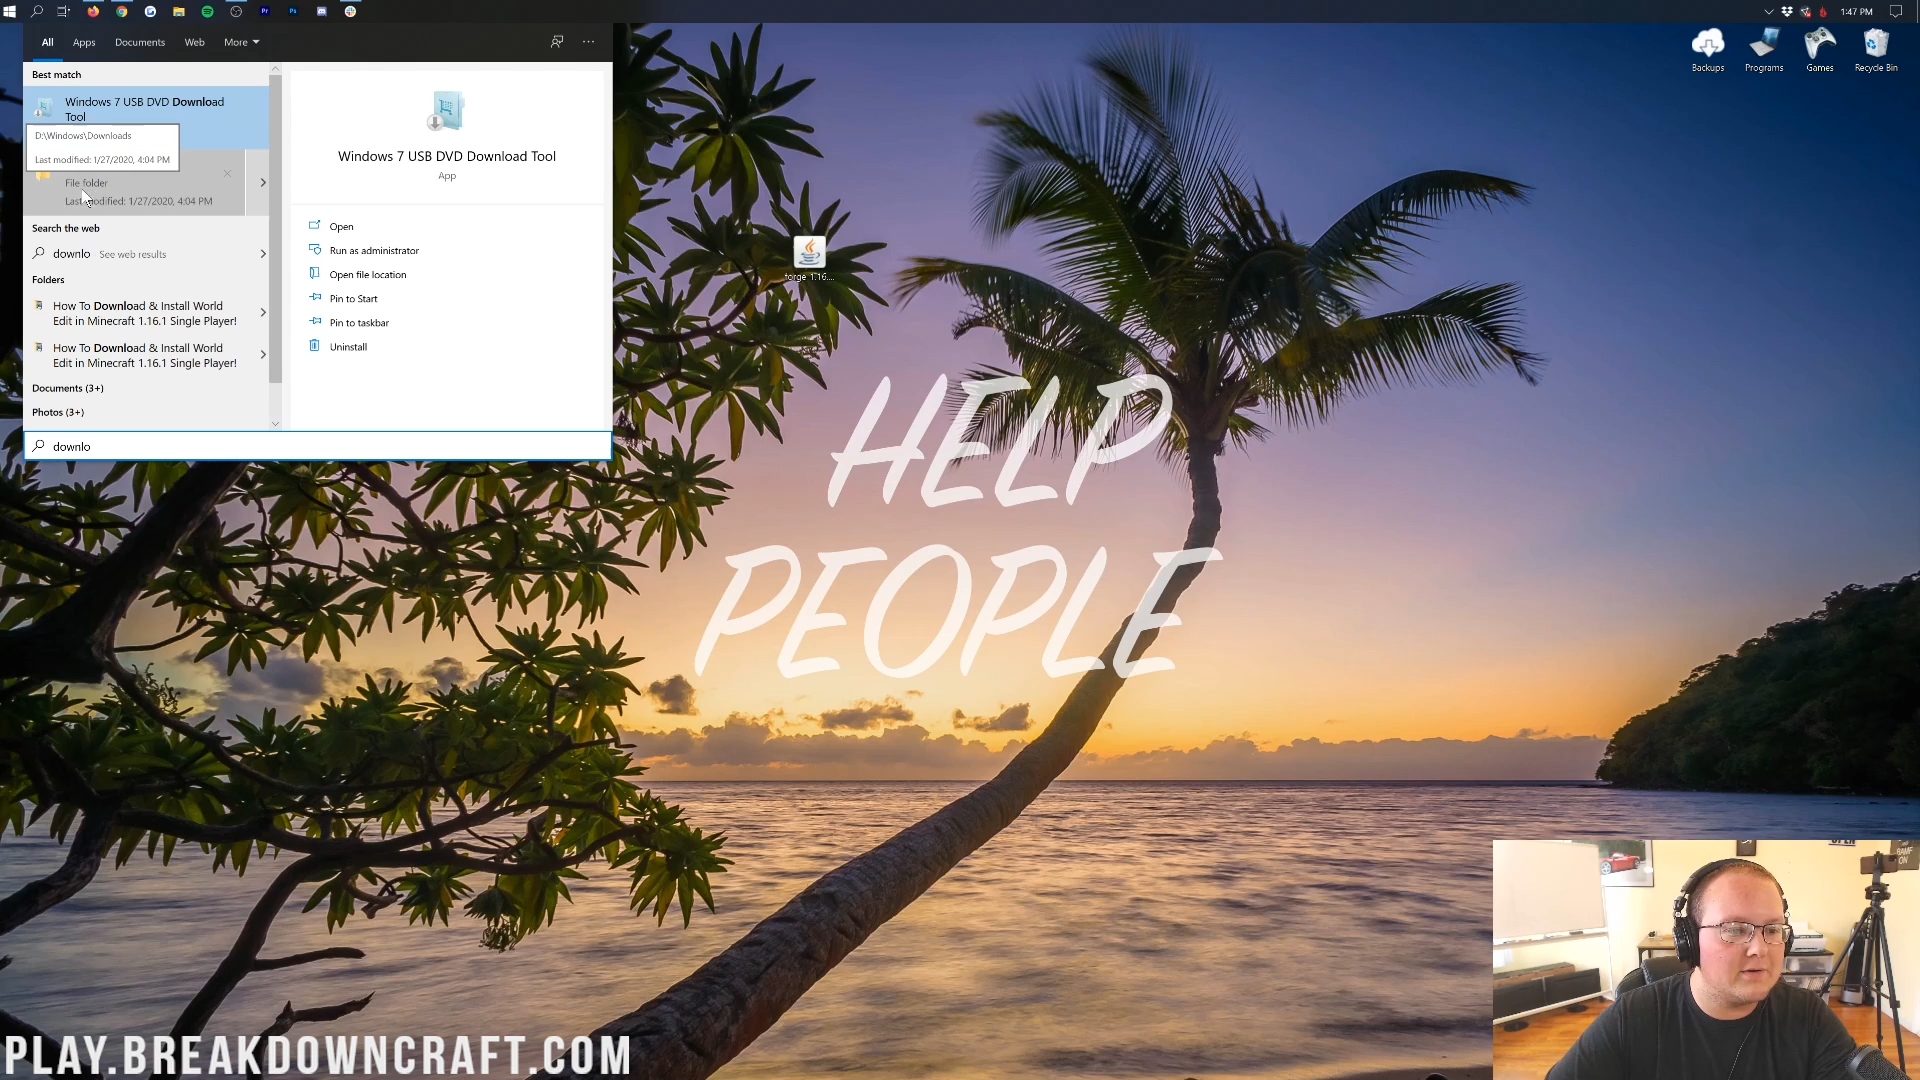 1:47 PM
All
Apps
Documents
Web
More
Best match
Windows 7 USB DVD Download
Tool
D:\Windows\Downloads
Last modified: 1/27/2020, 4:04 PM
File folder
Last modified: 1/27/2020, 4:04 PM
Search the web
downlo See web results
Folders
How To Download & Install World
Edit in Minecraft 1.16.1 Single Player!
How To Download & Install World
Edit in Minecraft 1.16.1 Single Player!
Documents (3+)
Photos (3+)
downlo
Windows 7 USB DVD Download Tool
App
Open
Run as administrator
Open file location
Pin to Start
Pin to taskbar
Uninstall
forge 1.16....
Backups
Programs
Games
Recycle Bin
HELP
PEOPLE
PLAY.BREAKDOWNCRAFT.COM
Pr
Ps